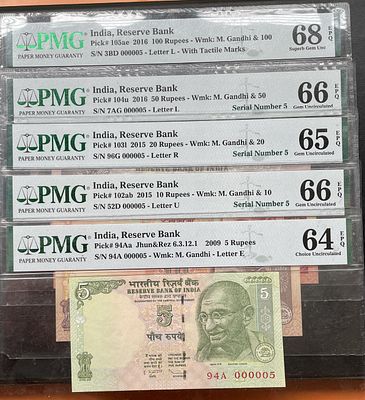 PMG
PAPER MONEY GUARANTY
India, Reserve Bank
Pick# 105ae 2016 100 Rupees - Wmk: M. Gandhi & 100
S/N 3BD 000005 - Letter L - With Tactile Marks
68 EPQ
Superb Gem Unc
PMG
PAPER MONEY GUARANTY
India, Reserve Bank
Pick# 104u 2016 50 Rupees - Wmk: M. Gandhi & 50
S/N 7AG 000005 - Letter L
Serial Number 5
66 EPQ
Gem Uncirculated
PMG
PAPER MONEY GUARANTY
India, Reserve Bank
Pick# 103l 2015 20 Rupees - Wmk: M. Gandhi & 20
S/N 96G 000005 - Letter R
Serial Number 5
65 EPQ
Gem Uncirculated
PMG
PAPER MONEY GUARANTY
India, Reserve Bank
Pick# 102ab 2015 10 Rupees - Wmk: M. Gandhi & 10
S/N 52D 000005 - Letter U
Serial Number 5
66 EPQ
Gem Uncirculated
PMG
PAPER MONEY GUARANTY
India, Reserve Bank
Pick# 94Aa Jhun&Rez 6.3.12.1 2009 5 Rupees
S/N 94A 000005 - Wmk: M. Gandhi - Letter E
64 EPQ
Choice Uncirculated
भारतीय रिज़र्व बैंक
RESERVE BANK OF INDIA
5
5
5
पाँच रुपये
94A 000005